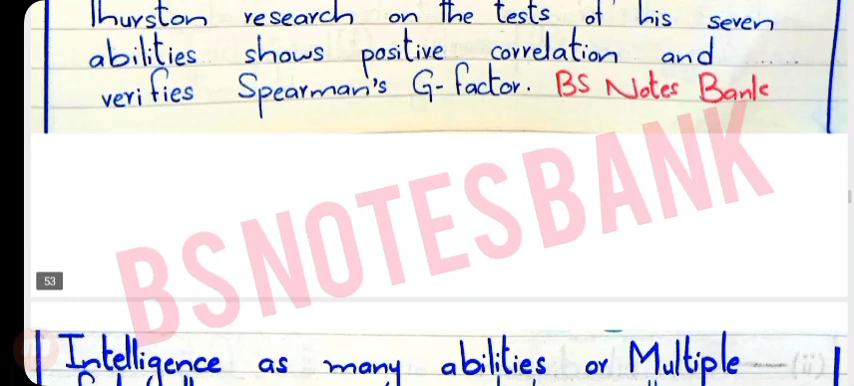 Thurston research on the tests of his seven
abilities shows positive correlation and
verifies Spearman's G-factor. BS Notes Bank
BSNOTESBANK
53
Intelligence as many abilities or Multiple